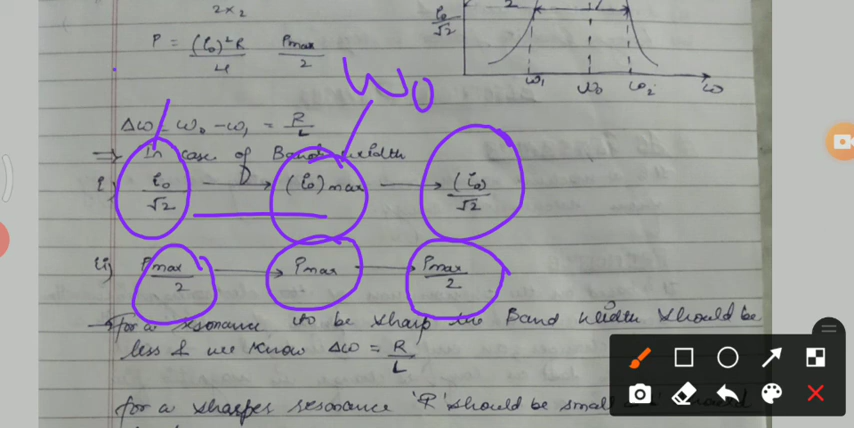 2×2
P = (i₀)²R / 4    Pmax / 2
i₀ / √2
ω₁    ω₀    ω₂    ω
ω₀
Δω = ω₀ - ω₁ = R / L
⇒ In case of Band width
i) i₀ / √2 → (i₀)max → (i₀) / √2
ii) Pmax / 2 → Pmax → Pmax / 2
→ for a resonance to be sharp the Band width should be
less & we know Δω = R / L
for a sharper resonance 'R' should be small